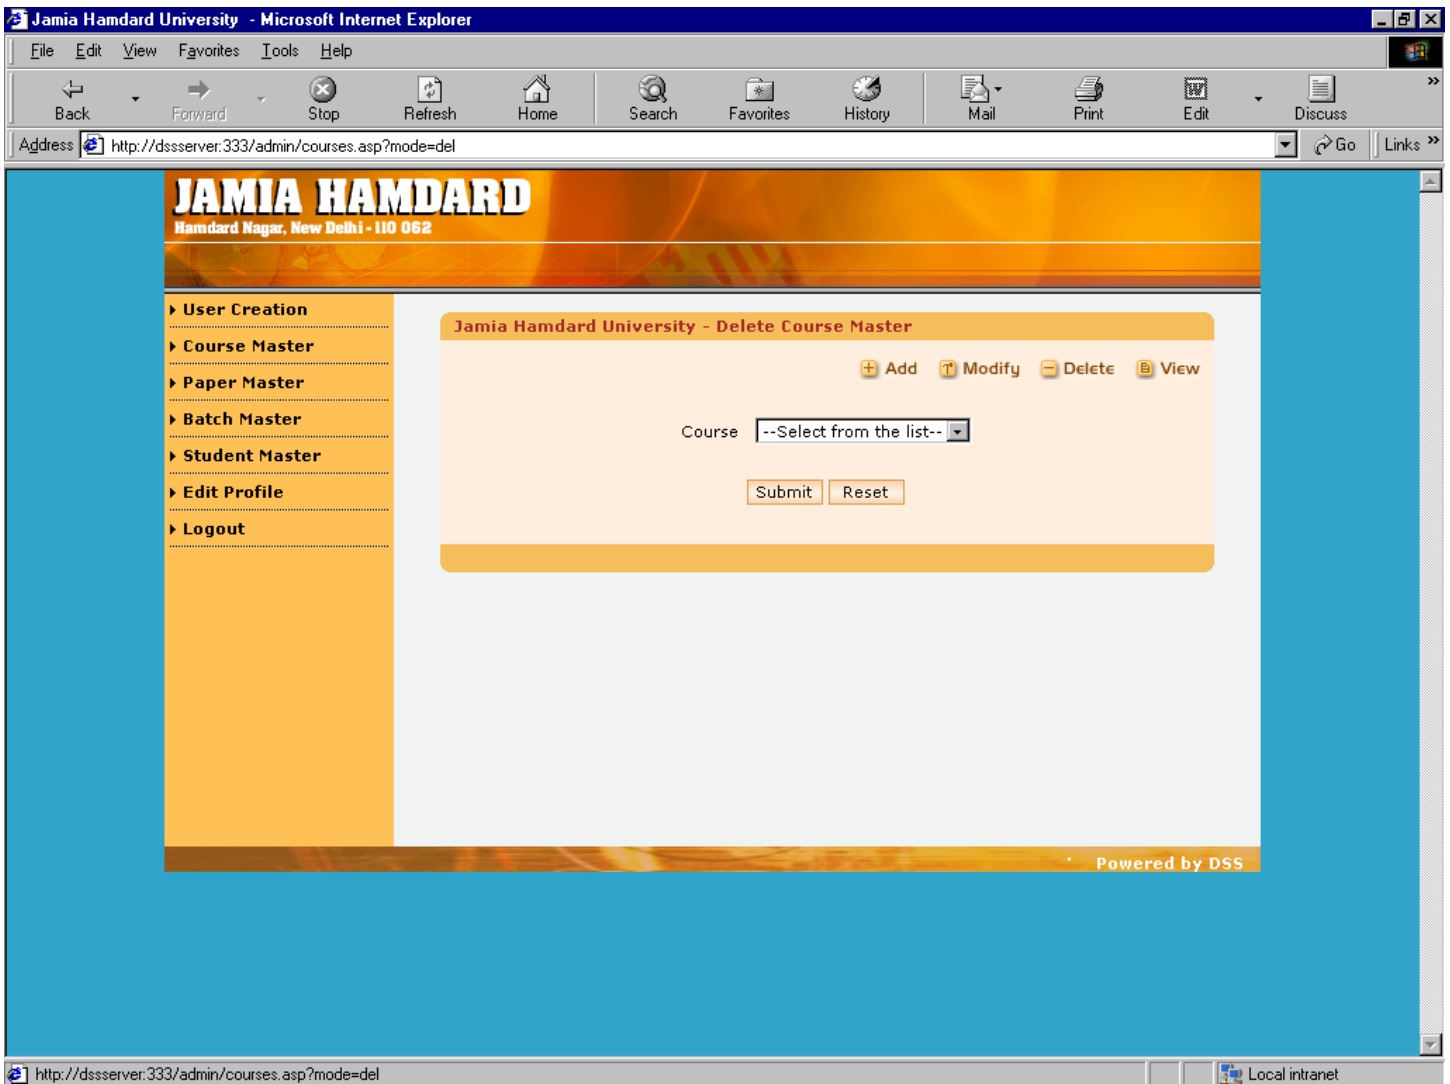 Jamia Hamdard University - Microsoft Internet Explorer
File Edit View Favorites Tools Help
Back Forward Stop Refresh Home Search Favorites History Mail Print Edit Discuss »
Address http://dssserver:333/admin/courses.asp?mode=del Go Links »
JAMIA HAMDARD
Hamdard Nagar, New Delhi - 110 062
User Creation
Course Master
Paper Master
Batch Master
Student Master
Edit Profile
Logout
Jamia Hamdard University - Delete Course Master
Add Modify Delete View
Course --Select from the list--
Submit Reset
Powered by DSS
http://dssserver:333/admin/courses.asp?mode=del Local intranet